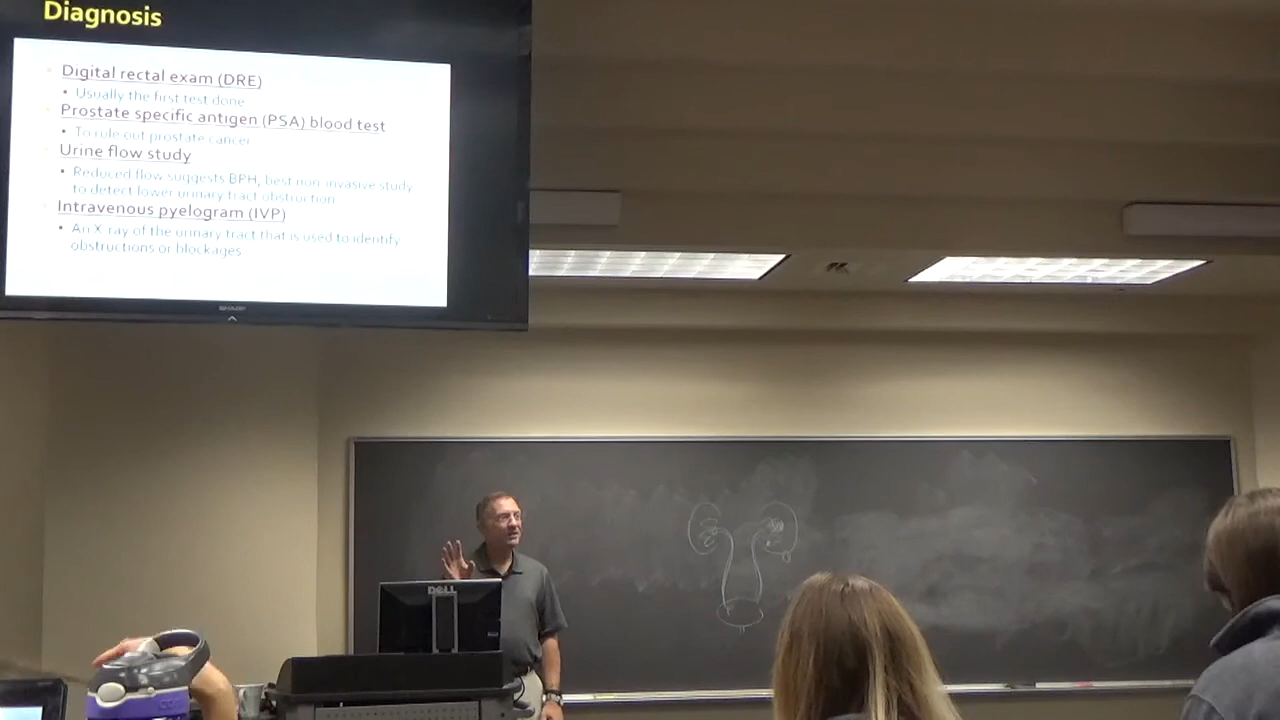 Diagnosis
Digital rectal exam (DRE)
• Usually the first test done
Prostate specific antigen (PSA) blood test
• To rule out prostate cancer
Urine flow study
• Reduced flow suggests BPH, best non-invasive study
to detect lower urinary tract obstruction
Intravenous pyelogram (IVP)
• An X-ray of the urinary tract that is used to identify
obstructions or blockages
SHARP
DELL